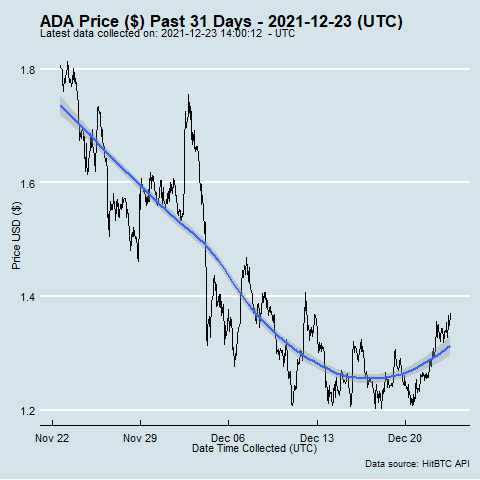 ADA Price ($) Past 31 Days - 2021-12-23 (UTC)
Latest data collected on: 2021-12-23 14:00:12  - UTC
1.8
1.6
1.4
1.2
Price USD ($)
Nov 22
Nov 29
Dec 06
Dec 13
Dec 20
Date Time Collected (UTC)
Data source: HitBTC API